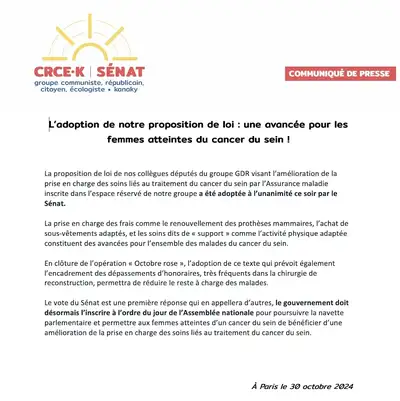 CRCE·K | SÉNAT
groupe communiste, républicain,
citoyen, écologiste • kanaky
COMMUNIQUÉ DE PRESSE
L'adoption de notre proposition de loi : une avancée pour les
femmes atteintes du cancer du sein !
La proposition de loi de nos collègues députés du groupe GDR visant l'amélioration de la
prise en charge des soins liés au traitement du cancer du sein par l'Assurance maladie
inscrite dans l'espace réservé de notre groupe a été adoptée à l'unanimité ce soir par le
Sénat.
La prise en charge des frais comme le renouvellement des prothèses mammaires, l'achat de
sous-vêtements adaptés, et les soins dits de « support » comme l'activité physique adaptée
constituent des avancées pour l'ensemble des malades du cancer du sein.
En clôture de l'opération « Octobre rose », l'adoption de ce texte qui prévoit également
l'encadrement des dépassements d'honoraires, très fréquents dans la chirurgie de
reconstruction, permettra de réduire le reste à charge des malades.
Le vote du Sénat est une première réponse qui en appellera d'autres, le gouvernement doit
désormais l'inscrire à l'ordre du jour de l'Assemblée nationale pour poursuivre la navette
parlementaire et permettre aux femmes atteintes d'un cancer du sein de bénéficier d'une
amélioration de la prise en charge des soins liés au traitement du cancer du sein.
À Paris le 30 octobre 2024